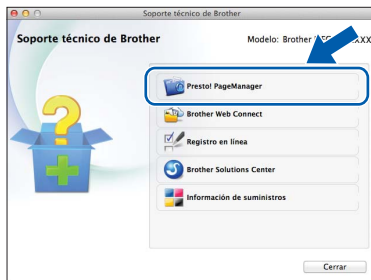 Soporte técnico de Brother
Soporte técnico de Brother
Modelo: Brother
Presto! PageManager
Brother Web Connect
Registro en línea
Brother Solutions Center
Información de suministros
Cerrar